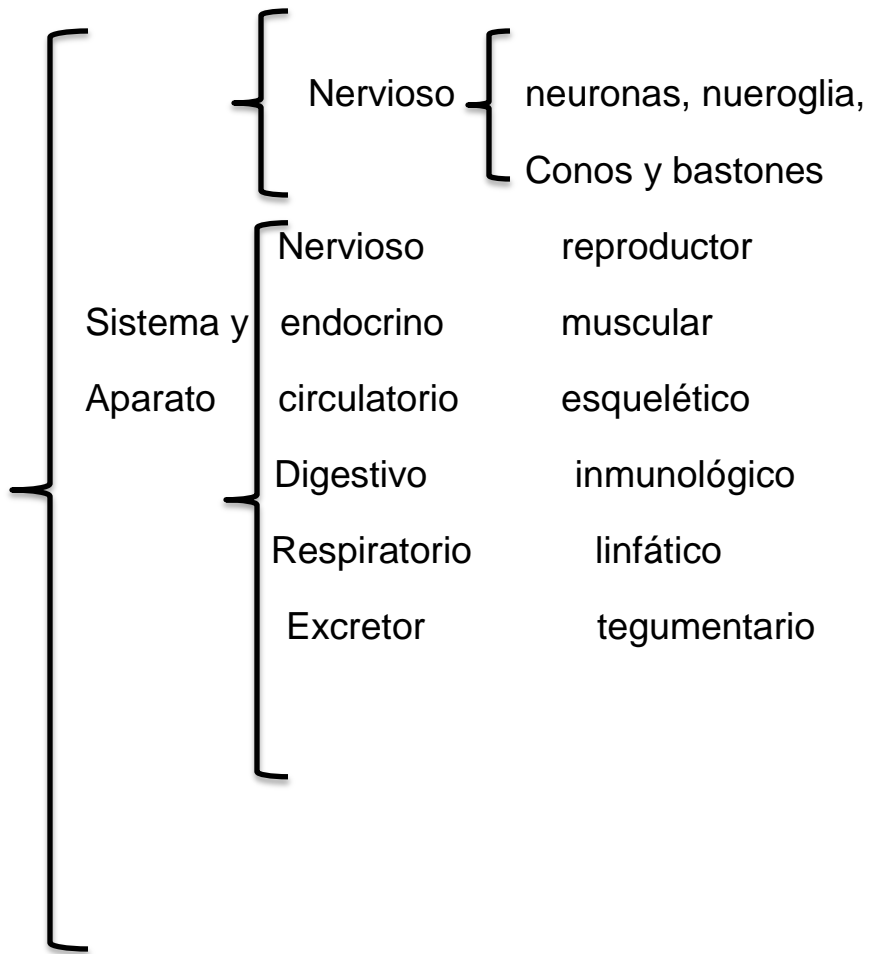 Nervioso neuronas, nueroglia,
Conos y bastones
Nervioso reproductor
Sistema y endocrino muscular
Aparato circulatorio esquelético
Digestivo inmunológico
Respiratorio linfático
Excretor tegumentario